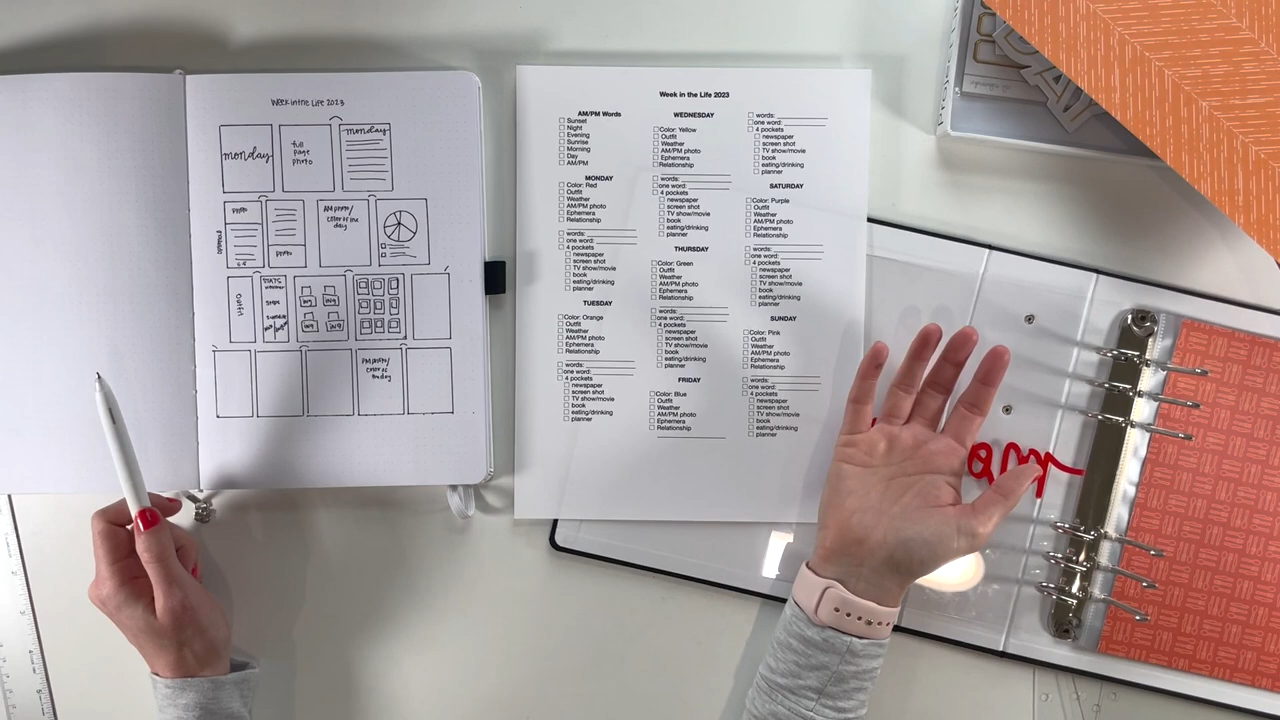 Week in the Life 2023
monday
full
page
photo
monday
PHOTO
PHOTO
AM photo/
color of the
day
Outfit
STATS
Week in the Life 2023
AM/PM Words
Sunset
Night
Evening
Sunrise
Morning
Day
AM/PM
MONDAY
Color: Red
Outfit
Weather
AM/PM photo
Ephemera
Relationship
words:
one word:
4 pockets
newspaper
screen shot
TV show/movie
book
eating/drinking
planner
TUESDAY
Color: Orange
Outfit
Weather
AM/PM photo
Ephemera
Relationship
words:
one word:
4 pockets
newspaper
screen shot
TV show/movie
book
eating/drinking
planner
WEDNESDAY
Color: Yellow
Outfit
Weather
AM/PM photo
Ephemera
Relationship
words:
one word:
4 pockets
newspaper
screen shot
TV show/movie
book
eating/drinking
planner
THURSDAY
Color: Green
Outfit
Weather
AM/PM photo
Ephemera
Relationship
words:
one word:
4 pockets
newspaper
screen shot
TV show/movie
book
eating/drinking
planner
FRIDAY
Color: Blue
Outfit
Weather
AM/PM photo
Ephemera
Relationship
words:
one word:
4 pockets
newspaper
screen shot
TV show/movie
book
eating/drinking
planner
SATURDAY
Color: Purple
Outfit
Weather
AM/PM photo
Ephemera
Relationship
words:
one word:
4 pockets
newspaper
screen shot
TV show/movie
book
eating/drinking
planner
SUNDAY
Color: Pink
Outfit
Weather
AM/PM photo
Ephemera
Relationship
words:
one word:
4 pockets
newspaper
screen shot
TV show/movie
book
eating/drinking
planner
DAY